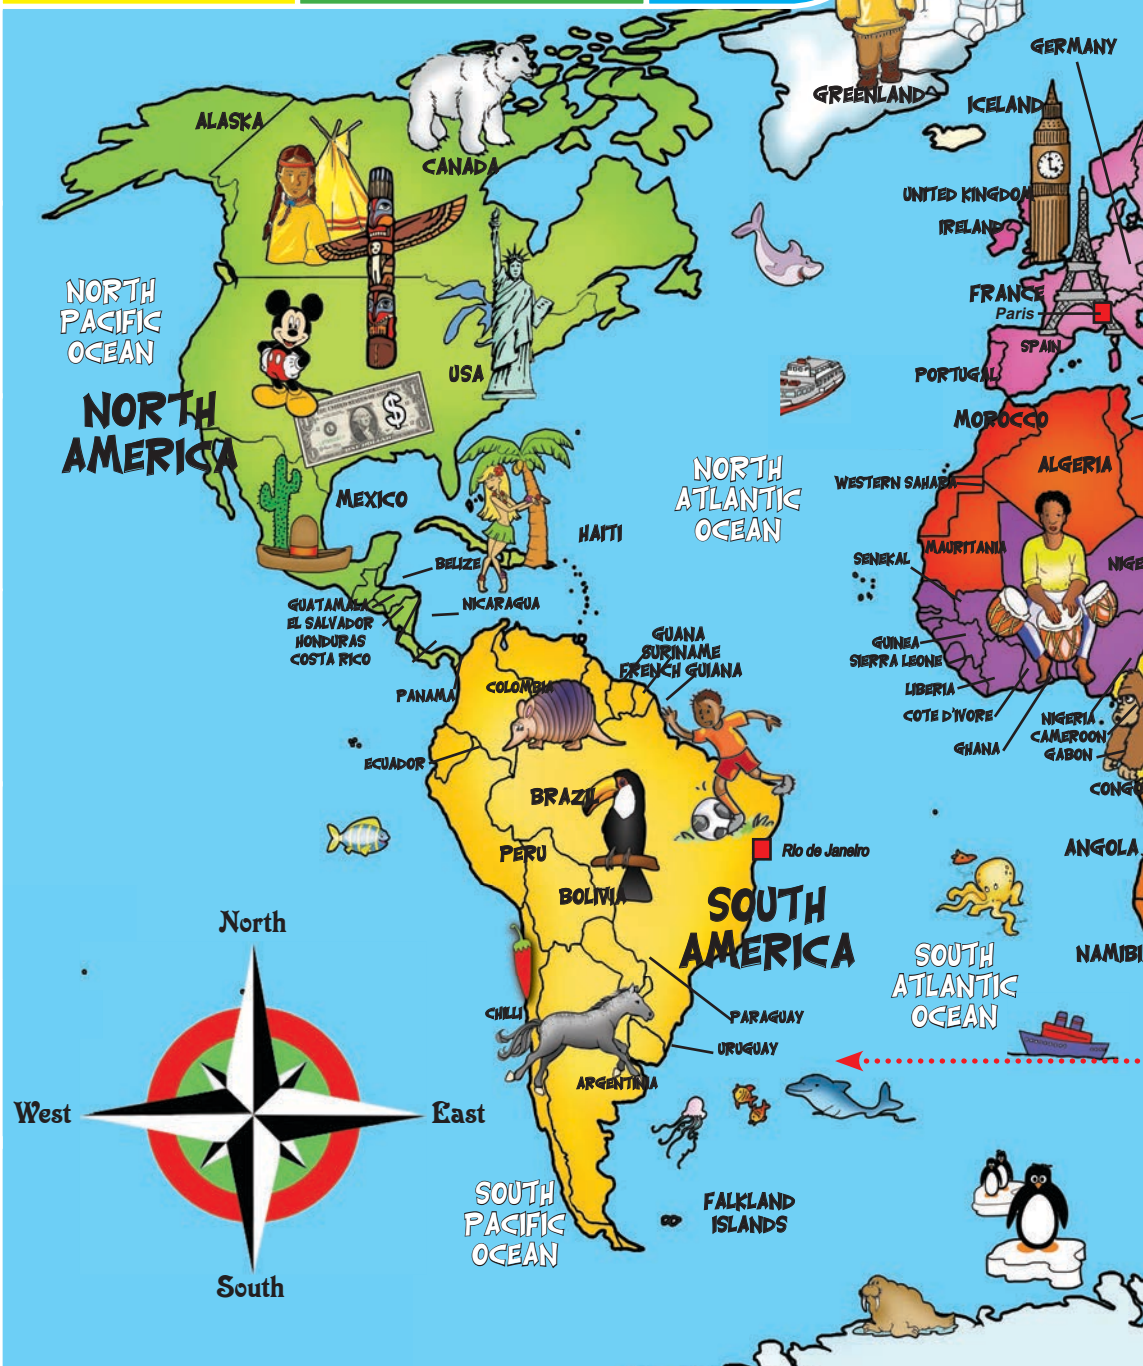 GERMANY
GREENLAND
ICELAND
ALASKA
CANADA
UNITED KINGDOM
IRELAND
NORTH
PACIFIC
OCEAN
FRANCE
Paris
SPAIN
PORTUGAL
USA
$
NORTH
AMERICA
MOROCCO
ALGERIA
WESTERN SAHARA
NORTH
ATLANTIC
OCEAN
MEXICO
HAITI
MAURITANIA
SENEKAL
NIGE
BELIZE
NICARAGUA
GUATAMALA
EL SALVADOR
HONDURAS
COSTA RICO
GUANA
SURINAME
FRENCH GUIANA
GUINEA
SIERRA LEONE
LIBERIA
COTE D'IVORE
GHANA
NIGERIA
CAMEROON
GABON
CONGO
PANAMA
COLOMBIA
ECUADOR
BRAZIL
PERU
BOLIVIA
Rio de Janeiro
ANGOLA
SOUTH
AMERICA
SOUTH
ATLANTIC
OCEAN
NAMIBI
CHILLI
PARAGUAY
URUGUAY
ARGENTINIA
North
West
East
South
SOUTH
PACIFIC
OCEAN
FALKLAND
ISLANDS